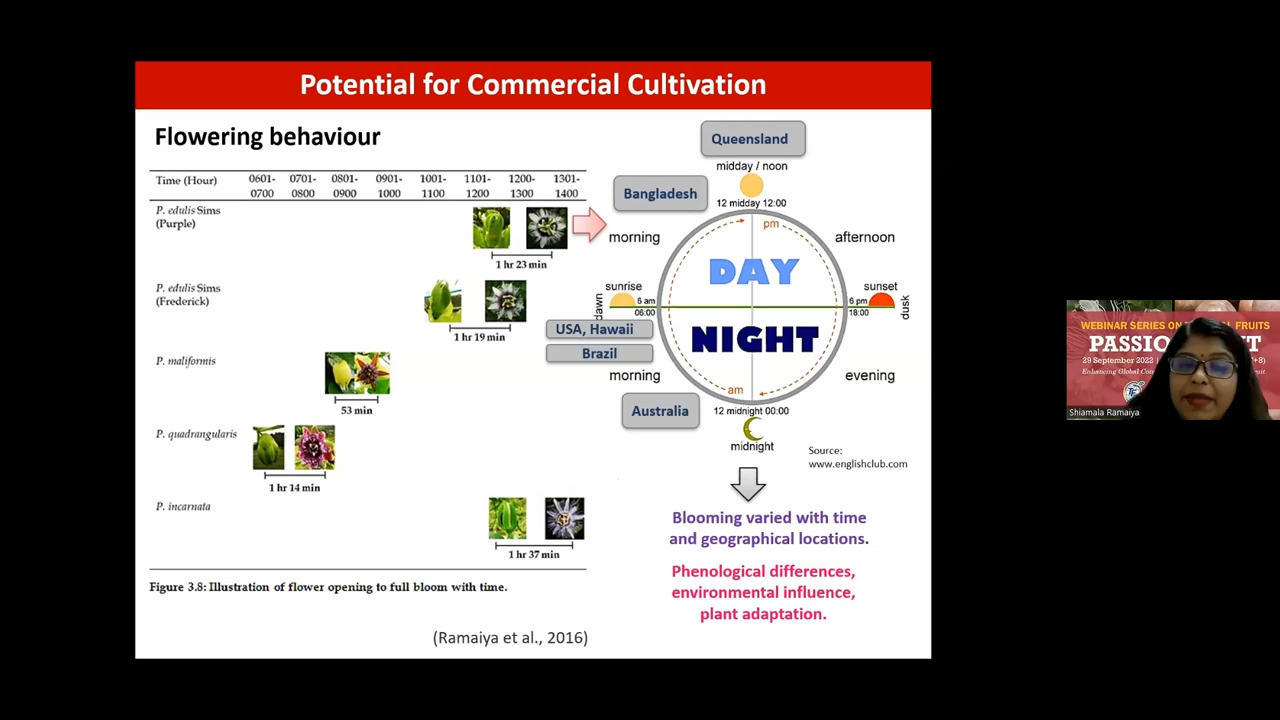 Potential for Commercial Cultivation
Flowering behaviour
Time (Hour)
0601-
0700
0701-
0800
0801-
0900
0901-
1000
1001-
1100
1101-
1200
1200-
1300
1301-
1400
P. edulis Sims
(Purple)
1 hr 23 min
P. edulis Sims
(Frederick)
1 hr 19 min
P. maliformis
53 min
P. quadrangularis
1 hr 14 min
P. incarnata
1 hr 37 min
Figure 3.8: Illustration of flower opening to full bloom with time.
(Ramaiya et al., 2016)
Queensland
midday / noon
Bangladesh
12 midday 12:00
morning
pm
afternoon
DAY
sunrise
sunset
dawn
6 am
06:00
6 pm
18:00
dusk
USA, Hawaii
NIGHT
Brazil
morning
am
evening
Australia
12 midnight 00:00
midnight
Source:
www.englishclub.com
Blooming varied with time
and geographical locations.
Phenological differences,
environmental influence,
plant adaptation.
WEBINAR SERIES ON FRUITS
29 September 2022
Enhancing Global
Shiamala Ramaiya